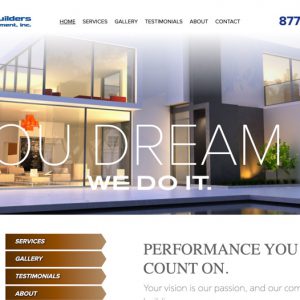 uilders
ment, inc.
HOME SERVICES GALLERY TESTIMONIALS ABOUT CONTACT
877
OU DREAM
WE DO IT.
SERVICES
GALLERY
TESTIMONIALS
ABOUT
PERFORMANCE YOU
COUNT ON.
Your vision is our passion, and our com